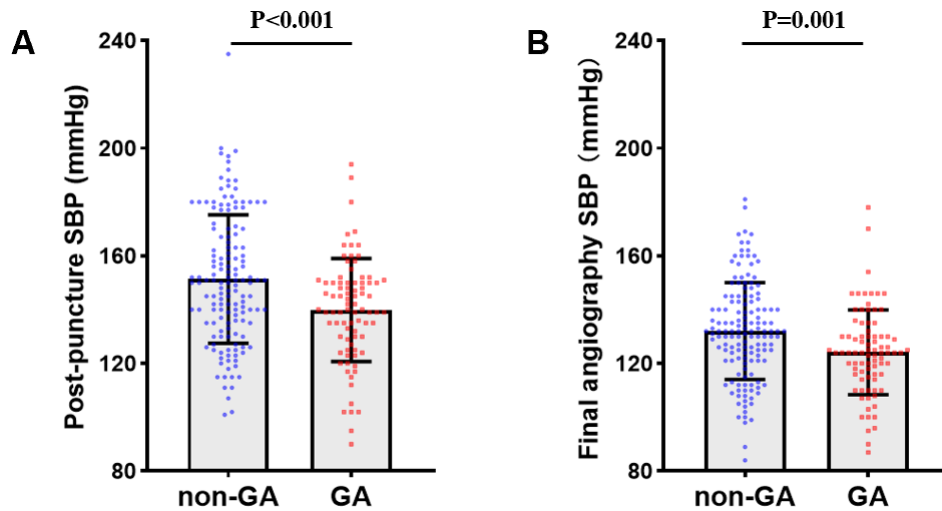 A
P<0.001
Post-puncture SBP (mmHg)
240
200
160
120
80
non-GA GA
B
P=0.001
Final angiography SBP（mmHg）
240
200
160
120
80
non-GA GA